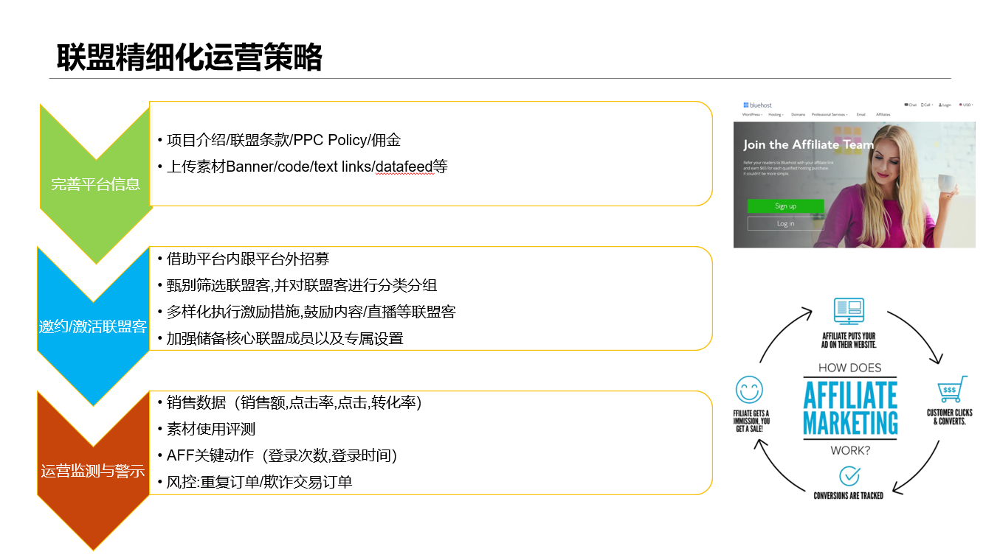 联盟精细化运营策略
完善平台信息
• 项目介绍/联盟条款/PPC Policy/佣金
• 上传素材Banner/code/text links/datafeed等
邀约/激活联盟客
• 借助平台内跟平台外招募
• 甄别筛选联盟客,并对联盟客进行分类分组
• 多样化执行激励措施,鼓励内容/直播等联盟客
• 加强储备核心联盟成员以及专属设置
运营监测与警示
• 销售数据（销售额,点击率,点击,转化率）
• 素材使用评测
• AFF关键动作（登录次数,登录时间）
• 风控:重复订单/欺诈交易订单
bluehost
Chat Call Login USD
WordPress Hosting Domains Professional Services Email Affiliates
Join the Affiliate Team
Refer your readers to Bluehost with your affiliate link
and earn $65 for each qualified hosting purchase.
It couldn't be more simple.
Sign up
Log in
AFFILIATE PUTS YOUR
AD ON THEIR WEBSITE.
HOW DOES
AFFILIATE
MARKETING
WORK?
$$$
CUSTOMER CLICKS
& CONVERTS.
CONVERSIONS ARE TRACKED
FFILIATE GETS A
OMMISSION, YOU
GET A SALE!